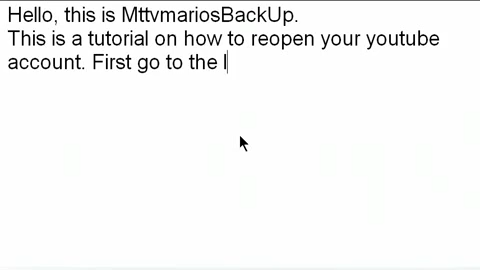 Hello, this is MttvmariosBackUp.
This is a tutorial on how to reopen your youtube
account. First go to the l